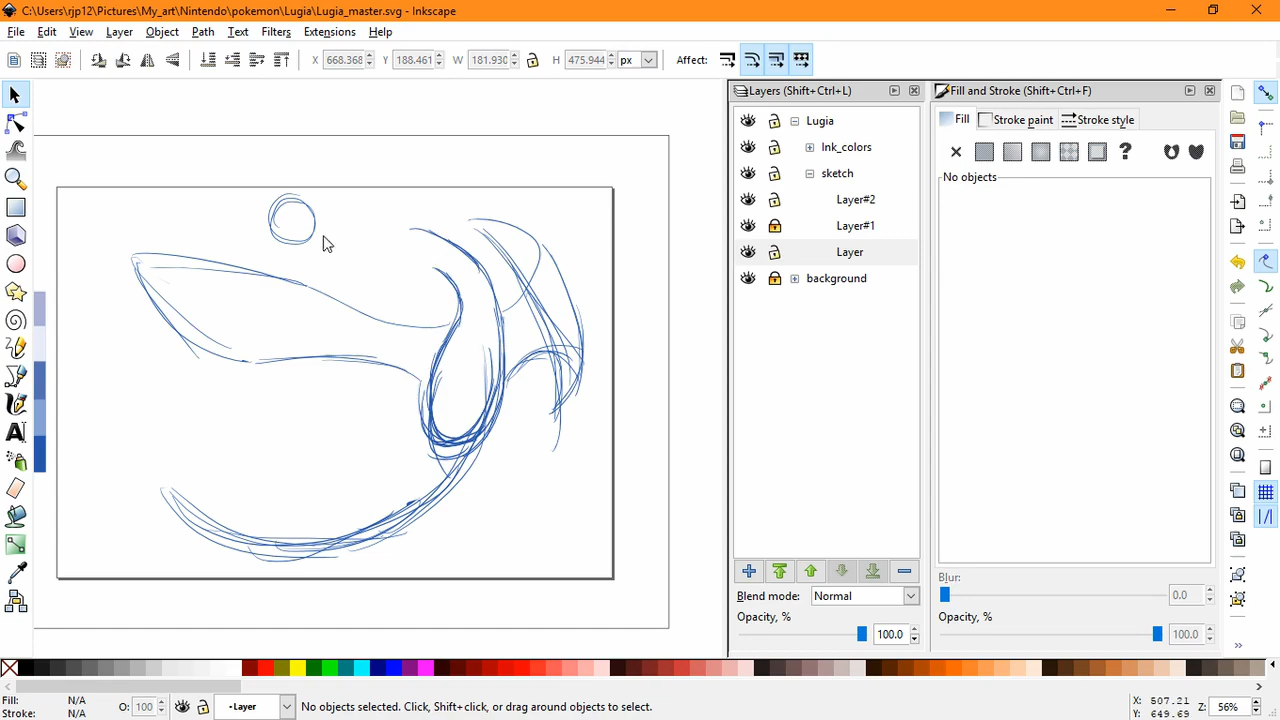 C:\Users\rjp12\Pictures\My_art\Nintendo\pokemon\Lugia\Lugia_master.svg - Inkscape
File Edit View Layer Object Path Text Filters Extensions Help
X 668.368 Y 188.461 W 181.930 H 475.944 px Affect:
Layers (Shift+Ctrl+L)
Fill and Stroke (Shift+Ctrl+F)
Lugia
Fill Stroke paint Stroke style
Ink_colors
sketch
No objects
Layer#2
Layer#1
Layer
background
Blur:
0.0
Blend mode: Normal
Opacity, %
Opacity, %
100.0
100.0
Fill: N/A
Stroke: N/A
O: 100
Layer
No objects selected. Click, Shift+click, or drag around objects to select.
X: 507.21
Y: 649.69
Z: 56%